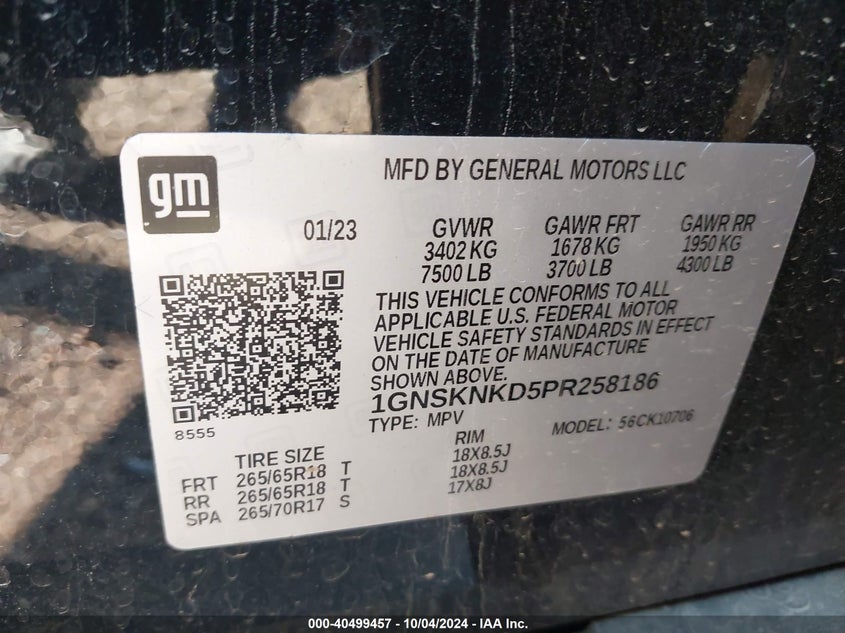 gm
MFD BY GENERAL MOTORS LLC
01/23 GVWR GAWR FRT GAWR RR
3402 KG 1678 KG 1950 KG
7500 LB 3700 LB 4300 LB
THIS VEHICLE CONFORMS TO ALL
APPLICABLE U.S. FEDERAL MOTOR
VEHICLE SAFETY STANDARDS IN EFFECT
ON THE DATE OF MANUFACTURE
SHOWN ABOVE.
1GNSKNKD5PR258186
TYPE: MPV MODEL: 56CK10706
8555
TIRE SIZE RIM
FRT 265/65R18 T 18X8.5J
RR 265/65R18 T 18X8.5J
SPA 265/70R17 S 17X8J
000-40499457 - 10/04/2024 - IAA Inc.